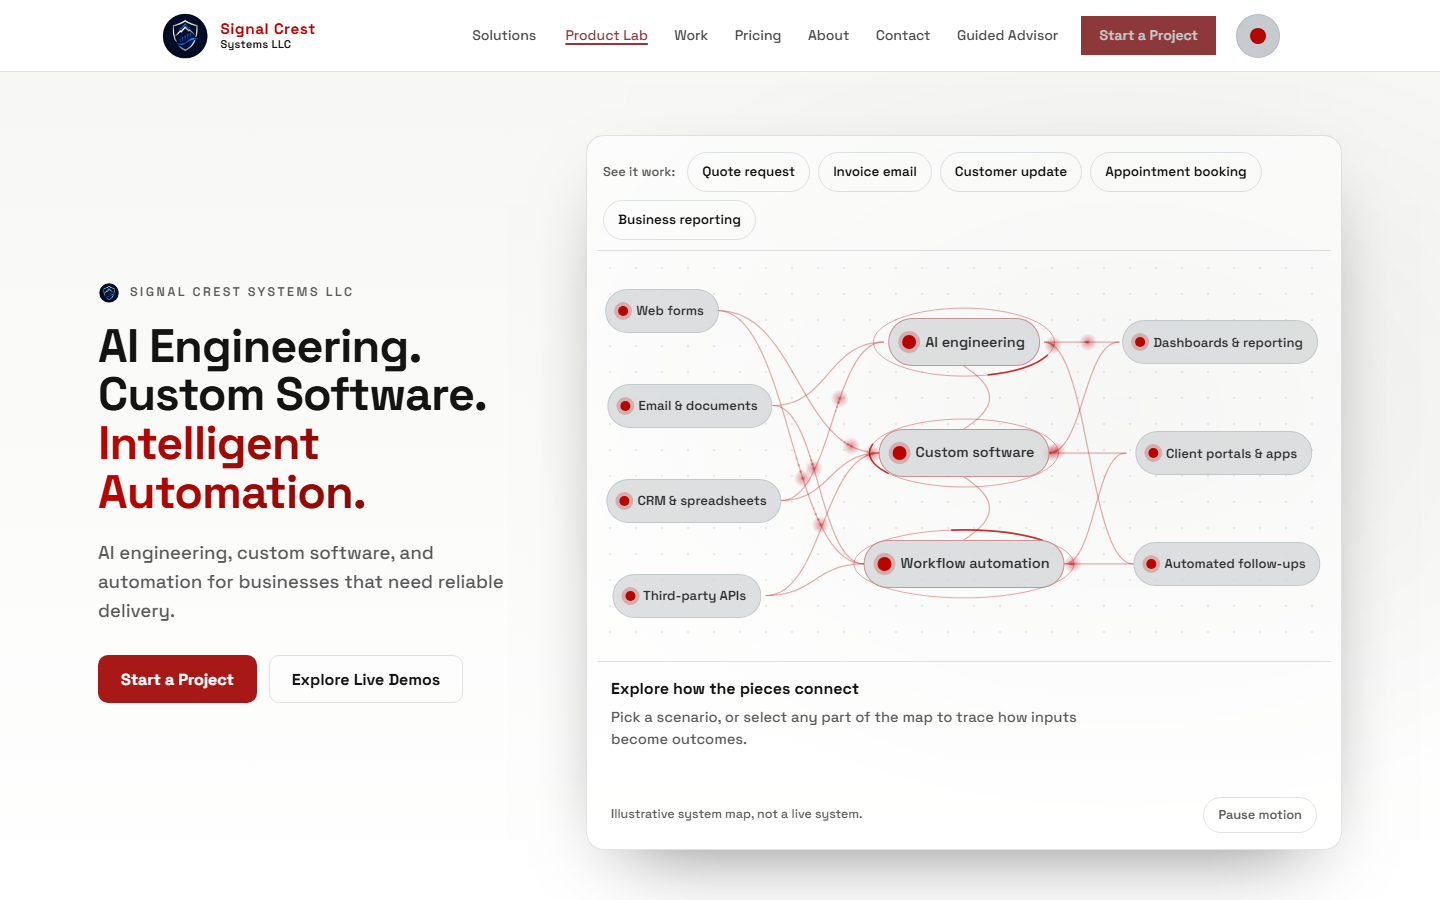 Signal Crest
Systems LLC
Solutions
Product Lab
Work
Pricing
About
Contact
Guided Advisor
Start a Project
SIGNAL CREST SYSTEMS LLC
AI Engineering.
Custom Software.
Intelligent
Automation.
AI engineering, custom software, and
automation for businesses that need reliable
delivery.
Start a Project
Explore Live Demos
See it work:
Quote request
Invoice email
Customer update
Appointment booking
Business reporting
Web forms
Email & documents
CRM & spreadsheets
Third-party APIs
AI engineering
Custom software
Workflow automation
Dashboards & reporting
Client portals & apps
Automated follow-ups
Explore how the pieces connect
Pick a scenario, or select any part of the map to trace how inputs
become outcomes.
Illustrative system map, not a live system.
Pause motion